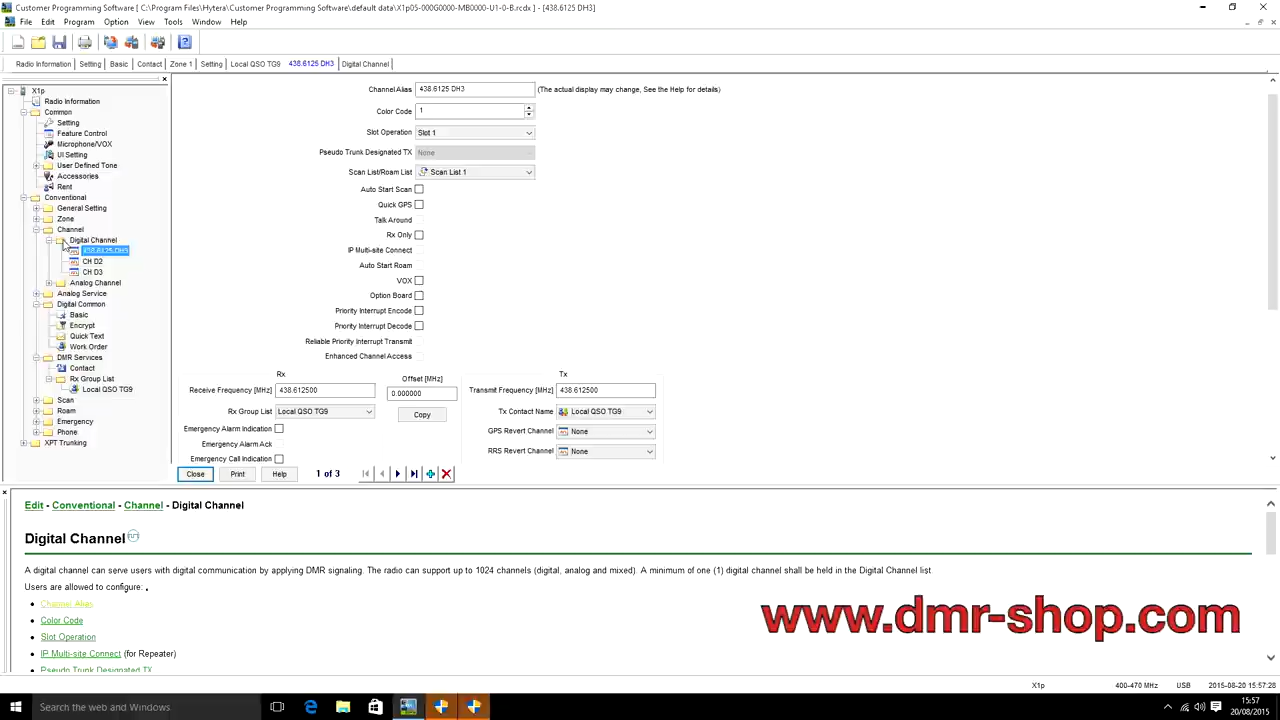 Customer Programming Software [ C:\Program Files\Hytera\Customer Programming Software\default data\X1p05-000G0000-MB0000-U1-0-B.rcdx ] - [438.6125 DH3]
File Edit Program Option View Tools Window Help
Radio Information Setting Basic Contact Zone 1 Setting Local QSO TG9 438.6125 DH3 Digital Channel
X1p
Radio Information
Common
Setting
Feature Control
Microphone/VOX
UI Setting
User Defined Tone
Accessories
Rent
Conventional
General Setting
Zone
Channel
Digital Channel
438.6125 DH3
CH D2
CH D3
Analog Channel
Analog Service
Digital Common
Basic
Encrypt
Quick Text
Work Order
DMR Services
Contact
Rx Group List
Local QSO TG9
Scan
Roam
Emergency
Phone
XPT Trunking
Channel Alias 438.6125 DH3 (The actual display may change, See the Help for details)
Color Code 1
Slot Operation Slot 1
Pseudo Trunk Designated TX None
Scan List/Roam List Scan List 1
Auto Start Scan
Quick GPS
Talk Around
Rx Only
IP Multi-site Connect
Auto Start Roam
VOX
Option Board
Priority Interrupt Encode
Priority Interrupt Decode
Reliable Priority Interrupt Transmit
Enhanced Channel Access
Rx Offset [MHz] Tx
Receive Frequency [MHz] 438.612500 0.000000 Transmit Frequency [MHz] 438.612500
Rx Group List Local QSO TG9 Copy Tx Contact Name Local QSO TG9
Emergency Alarm Indication GPS Revert Channel None
Emergency Alarm Ack RRS Revert Channel None
Emergency Call Indication
Close Print Help 1 of 3
Edit - Conventional - Channel - Digital Channel
Digital Channel
A digital channel can serve users with digital communication by applying DMR signaling. The radio can support up to 1024 channels (digital, analog and mixed). A minimum of one (1) digital channel shall be held in the Digital Channel list
Users are allowed to configure:
• Channel Alias
• Color Code
• Slot Operation
• IP Multi-site Connect (for Repeater)
• Pseudo Trunk Designated TX
www.dmr-shop.com
X1p 400-470 MHz USB 2015-08-20 15:57:28
Search the web and Windows
15:57
20/08/2015